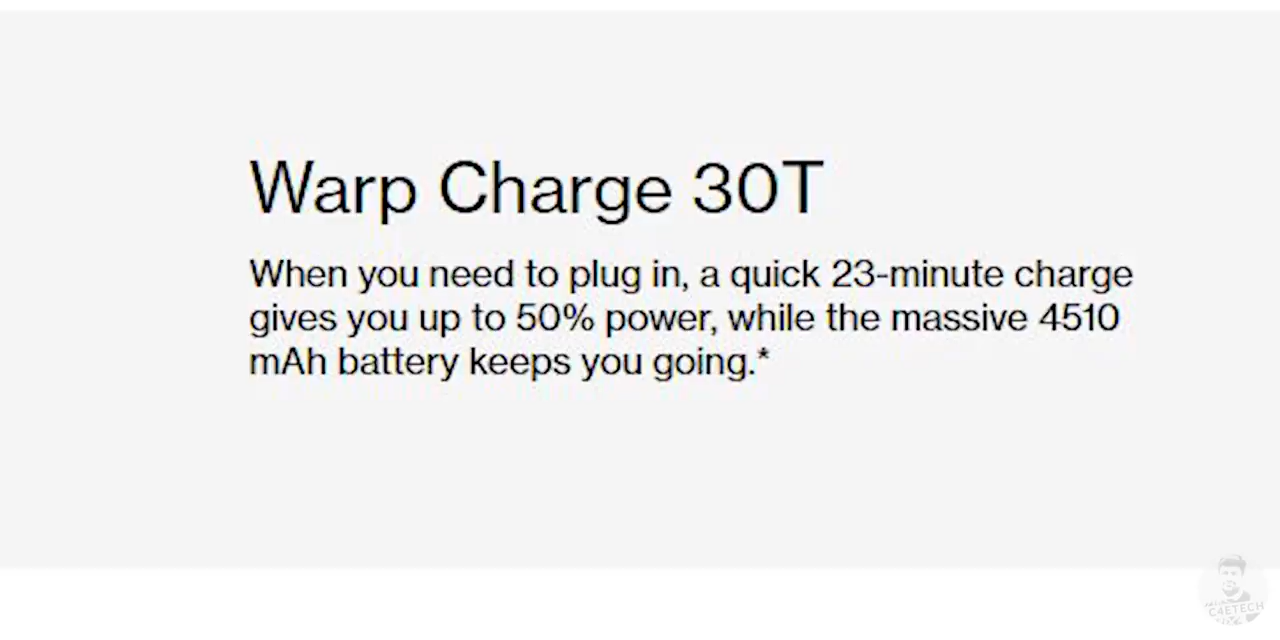 Warp Charge 30T
When you need to plug in, a quick 23-minute charge
gives you up to 50% power, while the massive 4510
mAh battery keeps you going.*
C4ETECH